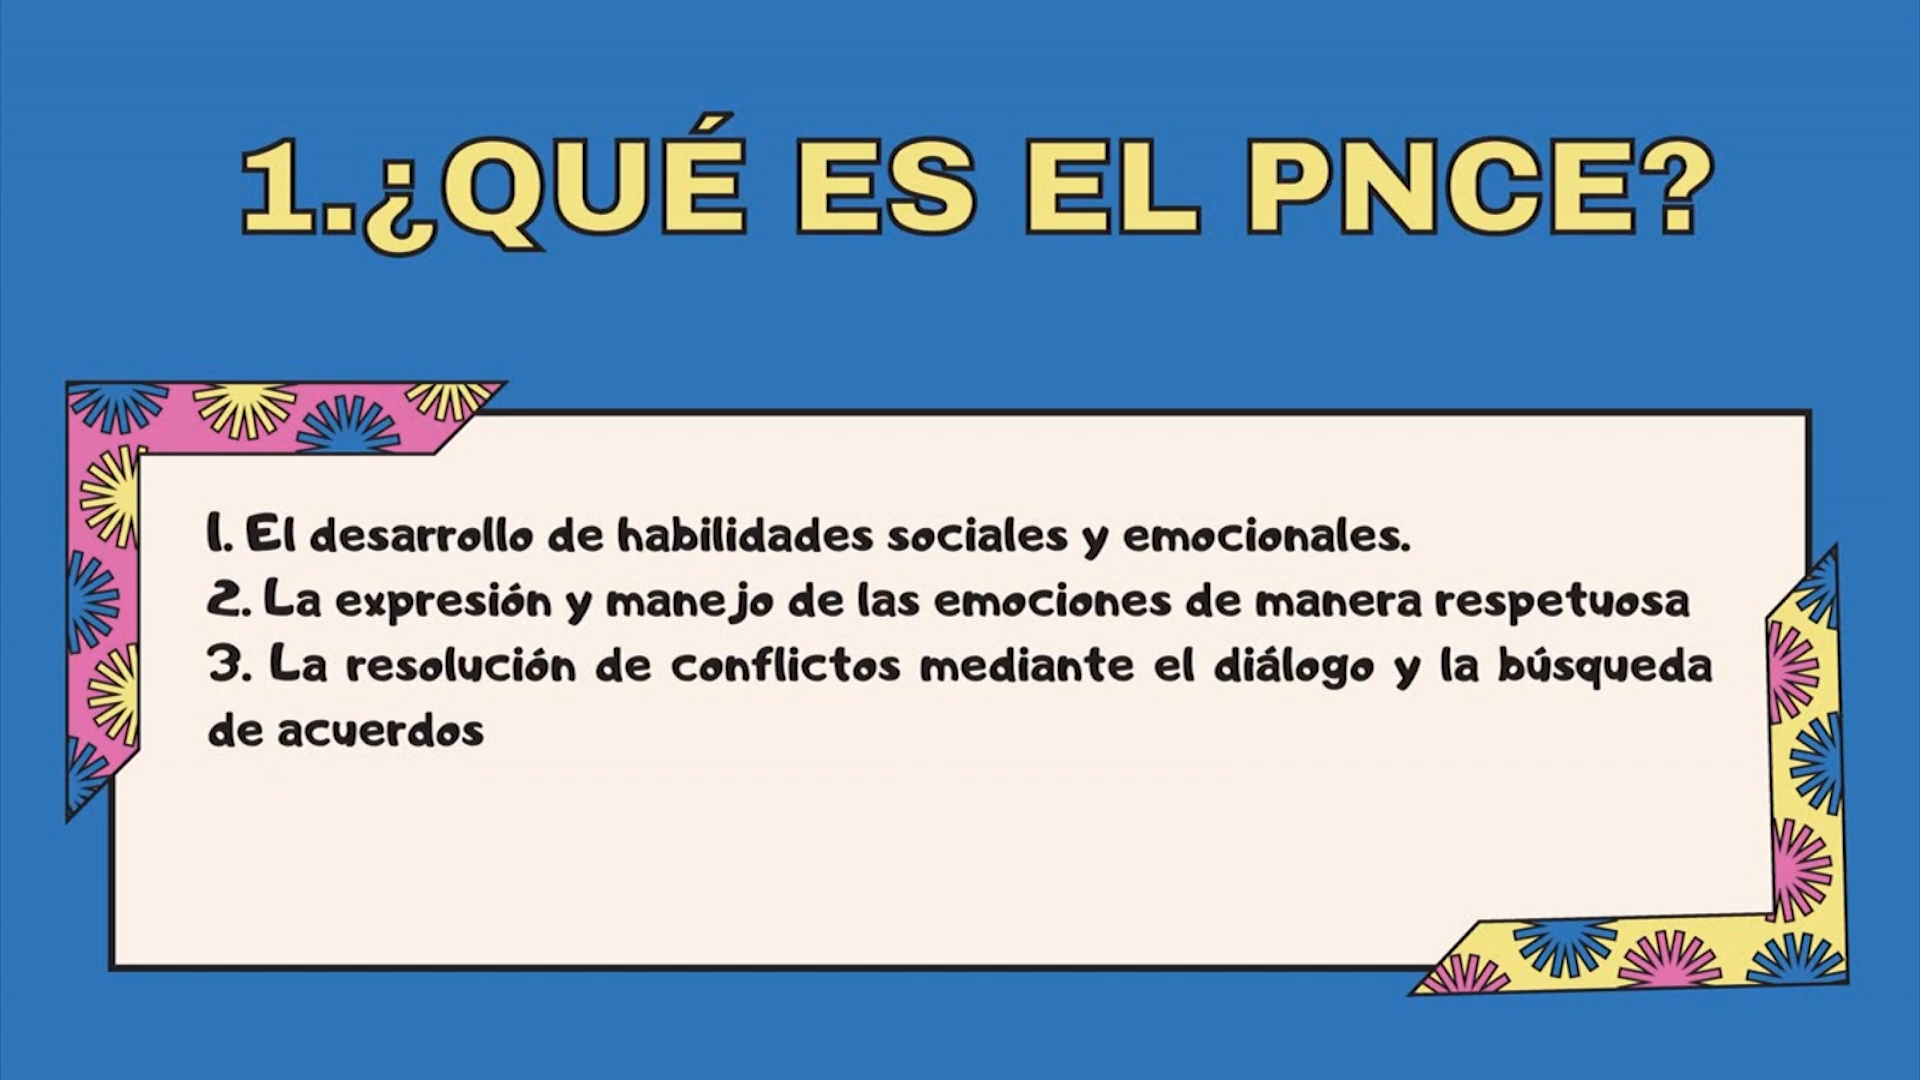 1.¿QUÉ ES EL PNCE?
1. El desarrollo de habilidades sociales y emocionales.
2. La expresión y manejo de las emociones de manera respetuosa
3. La resolución de conflictos mediante el diálogo y la búsqueda
de acuerdos